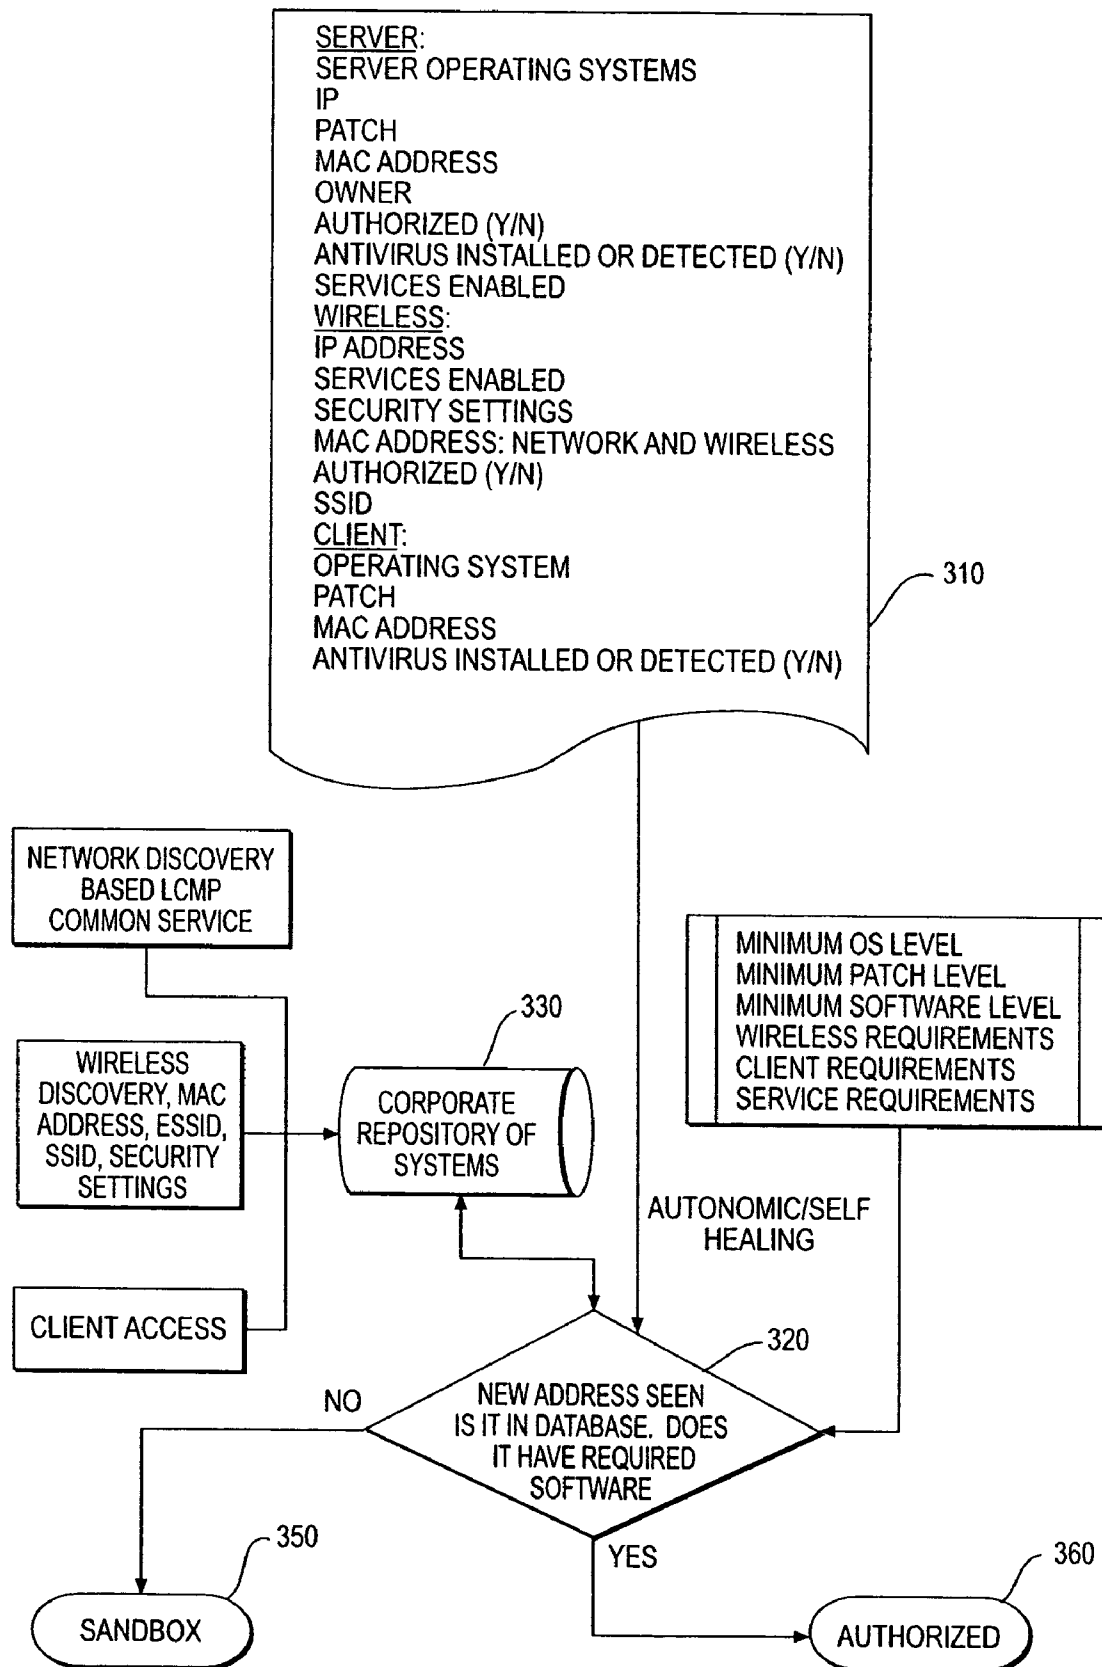 SERVER:
SERVER OPERATING SYSTEMS
IP
PATCH
MAC ADDRESS
OWNER
AUTHORIZED (Y/N)
ANTIVIRUS INSTALLED OR DETECTED (Y/N)
SERVICES ENABLED
WIRELESS:
IP ADDRESS
SERVICES ENABLED
SECURITY SETTINGS
MAC ADDRESS: NETWORK AND WIRELESS
AUTHORIZED (Y/N)
SSID
CLIENT:
OPERATING SYSTEM
PATCH
MAC ADDRESS
ANTIVIRUS INSTALLED OR DETECTED (Y/N)
310
NETWORK DISCOVERY
BASED LCMP
COMMON SERVICE
WIRELESS
DISCOVERY, MAC
ADDRESS, ESSID,
SSID, SECURITY
SETTINGS
CLIENT ACCESS
330
CORPORATE
REPOSITORY OF
SYSTEMS
MINIMUM OS LEVEL
MINIMUM PATCH LEVEL
MINIMUM SOFTWARE LEVEL
WIRELESS REQUIREMENTS
CLIENT REQUIREMENTS
SERVICE REQUIREMENTS
AUTONOMIC/SELF
HEALING
320
NEW ADDRESS SEEN
IS IT IN DATABASE. DOES
IT HAVE REQUIRED
SOFTWARE
NO
YES
350
SANDBOX
360
AUTHORIZED